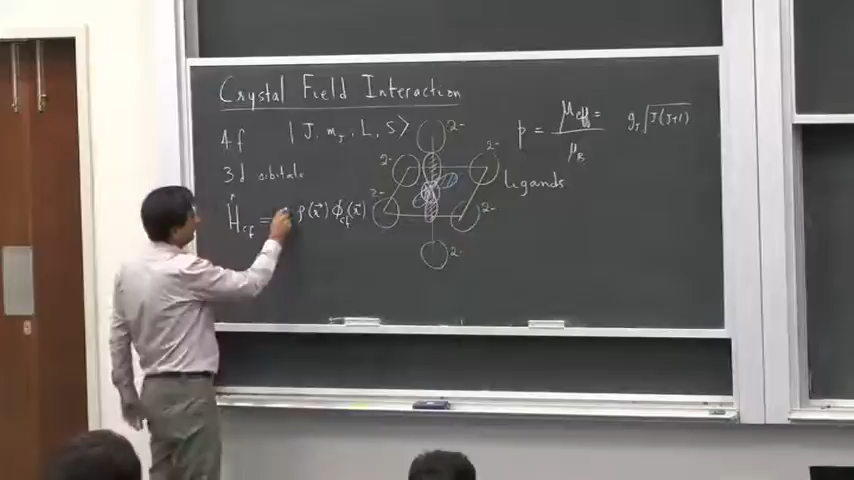 Crystal Field Interaction
4f | J, m_J, L, S⟩
3d orbitals
Ĥ_cf = ρ(r⃗) ϕ_cf(r⃗)
2-
2-
2-
2-
2-
2-
ligands
p = μ_eff / μ_B = g_J √J(J+1)